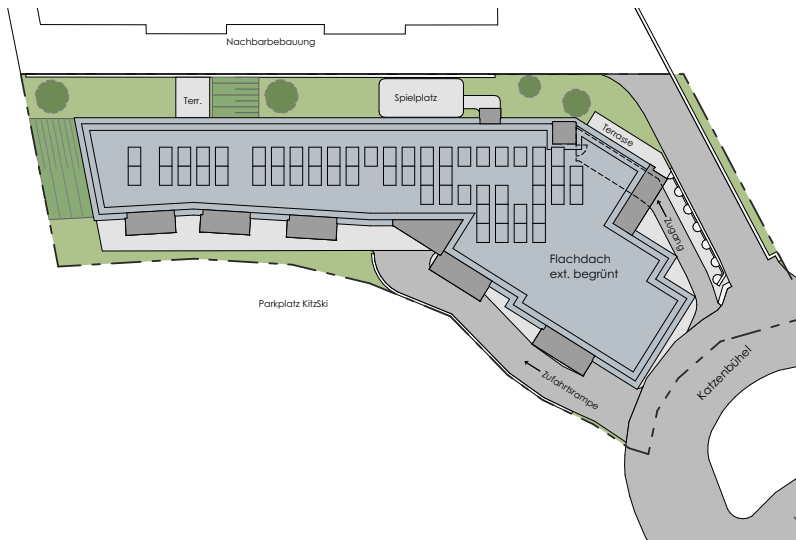 Nachbarbebauung
Terr.
Spielplatz
Terrasse
Zugang
Flachdach
ext. begrünt
Parkplatz KitzSki
Katzenbühel
Zufahrtsrampe